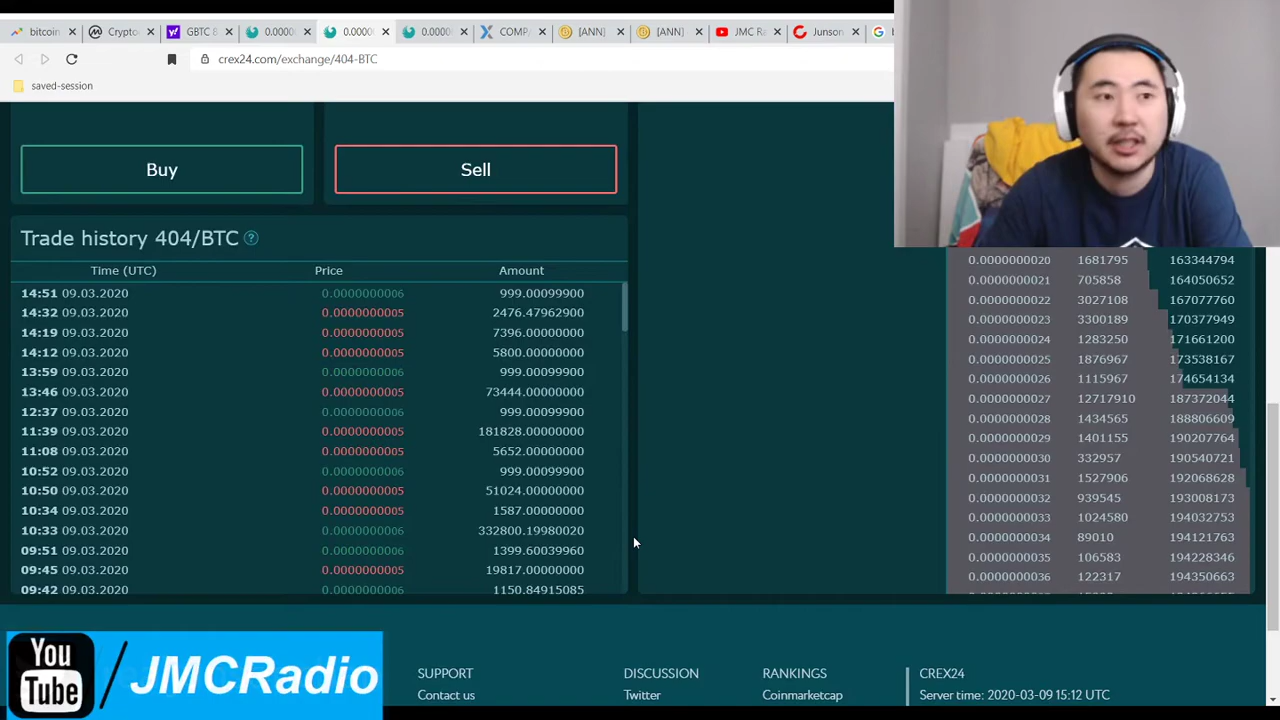 bitcoin
Crypto
GBTC 8
0.0000
0.0000
0.0000
COMP
[ANN]
[ANN]
JMC R
Junson
b
crex24.com/exchange/404-BTC
saved-session
Buy
Sell
Trade history 404/BTC ?
Time (UTC) Price Amount
14:51 09.03.2020 0.0000000006 999.00099900
14:32 09.03.2020 0.0000000005 2476.47962900
14:19 09.03.2020 0.0000000005 7396.00000000
14:12 09.03.2020 0.0000000005 5800.00000000
13:59 09.03.2020 0.0000000006 999.00099900
13:46 09.03.2020 0.0000000005 73444.00000000
12:37 09.03.2020 0.0000000006 999.00099900
11:39 09.03.2020 0.0000000005 181828.00000000
11:08 09.03.2020 0.0000000005 5652.00000000
10:52 09.03.2020 0.0000000006 999.00099900
10:50 09.03.2020 0.0000000005 51024.00000000
10:34 09.03.2020 0.0000000005 1587.00000000
10:33 09.03.2020 0.0000000006 332800.19980020
09:51 09.03.2020 0.0000000006 1399.60039960
09:45 09.03.2020 0.0000000005 19817.00000000
09:42 09.03.2020 0.0000000006 1150.84915085
0.0000000020 1681795 163344794
0.0000000021 705858 164050652
0.0000000022 3027108 167077760
0.0000000023 3300189 170377949
0.0000000024 1283250 171661200
0.0000000025 1876967 173538167
0.0000000026 1115967 174654134
0.0000000027 12717910 187372044
0.0000000028 1434565 188806609
0.0000000029 1401155 190207764
0.0000000030 332957 190540721
0.0000000031 1527906 192068628
0.0000000032 939545 193008173
0.0000000033 1024580 194032753
0.0000000034 89010 194121763
0.0000000035 106583 194228346
0.0000000036 122317 194350663
You Tube /JMCRadio
SUPPORT
Contact us
DISCUSSION
Twitter
RANKINGS
Coinmarketcap
CREX24
Server time: 2020-03-09 15:12 UTC